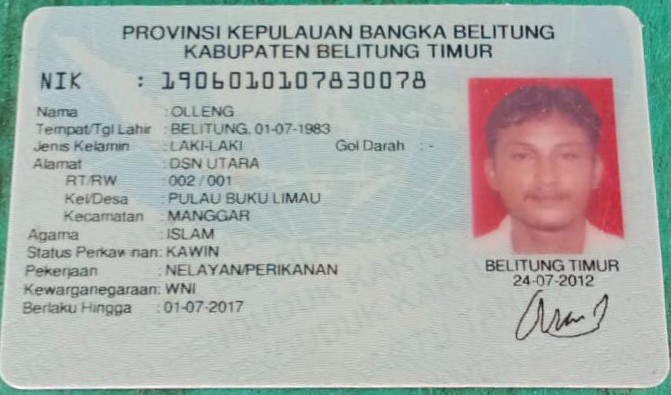 PROVINSI KEPULAUAN BANGKA BELITUNG
KABUPATEN BELITUNG TIMUR
NIK : 1906010107830078
Nama : OLLENG
Tempat/Tgl Lahir : BELITUNG, 01-07-1983
Jenis Kelamin : LAKI-LAKI Gol Darah : -
Alamat : DSN UTARA
RT/RW : 002 / 001
Kel/Desa : PULAU BUKU LIMAU
Kecamatan : MANGGAR
Agama : ISLAM
Status Perkawinan: KAWIN
Pekerjaan : NELAYAN/PERIKANAN
Kewarganegaraan: WNI
Berlaku Hingga : 01-07-2017
BELITUNG TIMUR
24-07-2012